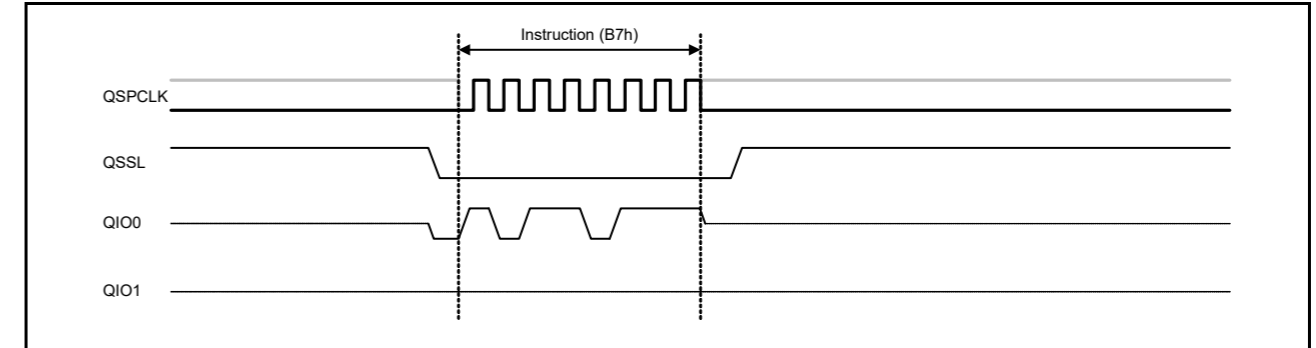 Instruction (B7h)
QSPCLK
QSSL
QIO0
QIO1